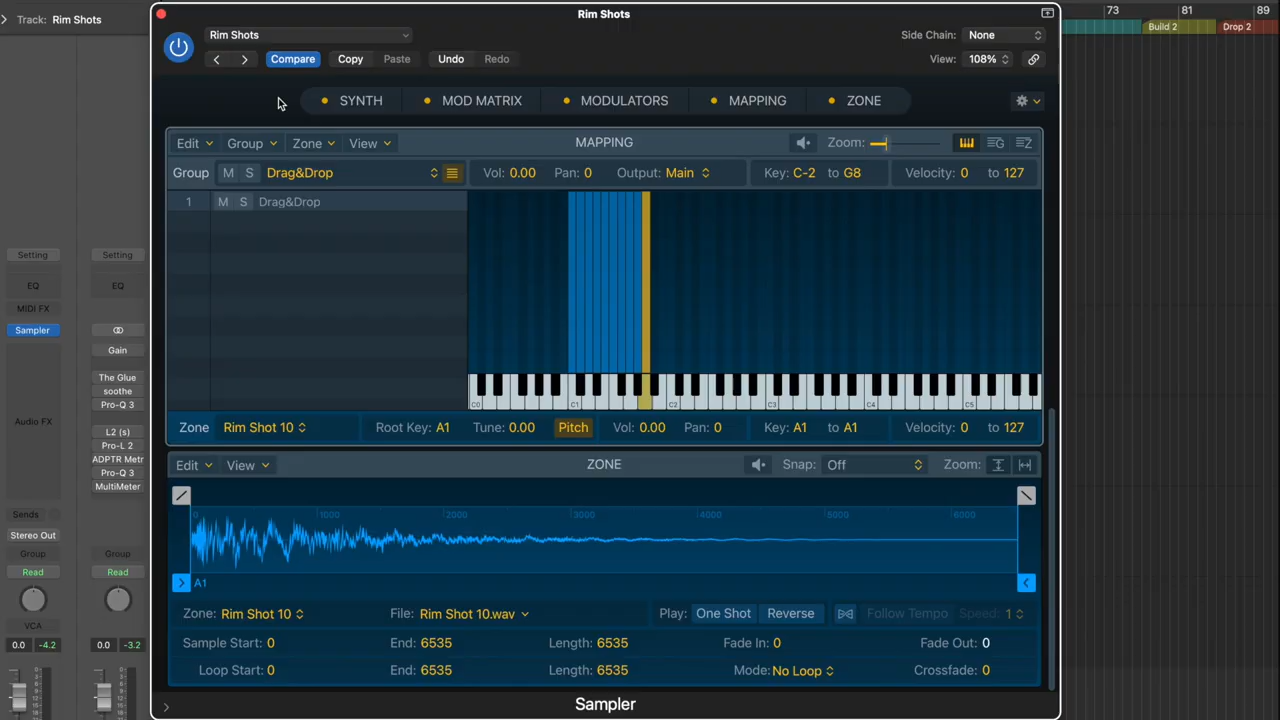 Track: Rim Shots
Rim Shots
73 81 89
Build 2 Drop 2
Rim Shots
Side Chain: None
Compare Copy Paste Undo Redo
View: 108%
SYNTH MOD MATRIX MODULATORS MAPPING ZONE
Edit Group Zone View MAPPING Zoom:
Group M S Drag&Drop Vol: 0.00 Pan: 0 Output: Main Key: C-2 to G8 Velocity: 0 to 127
1 M S Drag&Drop
C0 C1 C2 C3 C4 C5
Zone Rim Shot 10 Root Key: A1 Tune: 0.00 Pitch Vol: 0.00 Pan: 0 Key: A1 to A1 Velocity: 0 to 127
Edit View ZONE Snap: Off Zoom:
0 1000 2000 3000 4000 5000 6000
A1
Zone: Rim Shot 10 File: Rim Shot 10.wav Play: One Shot Reverse Follow Tempo Speed: 1
Sample Start: 0 End: 6535 Length: 6535 Fade In: 0 Fade Out: 0
Loop Start: 0 End: 6535 Length: 6535 Mode: No Loop Crossfade: 0
Sampler
Setting Setting
EQ EQ
MIDI FX
Sampler
Gain
The Glue
soothe
Pro-Q 3
Audio FX
L2 (s)
Pro-L 2
ADPTR Metr
Pro-Q 3
MultiMeter
Sends
Stereo Out
Group Group
Read Read
VCA
0.0 -4.2 0.0 -3.2